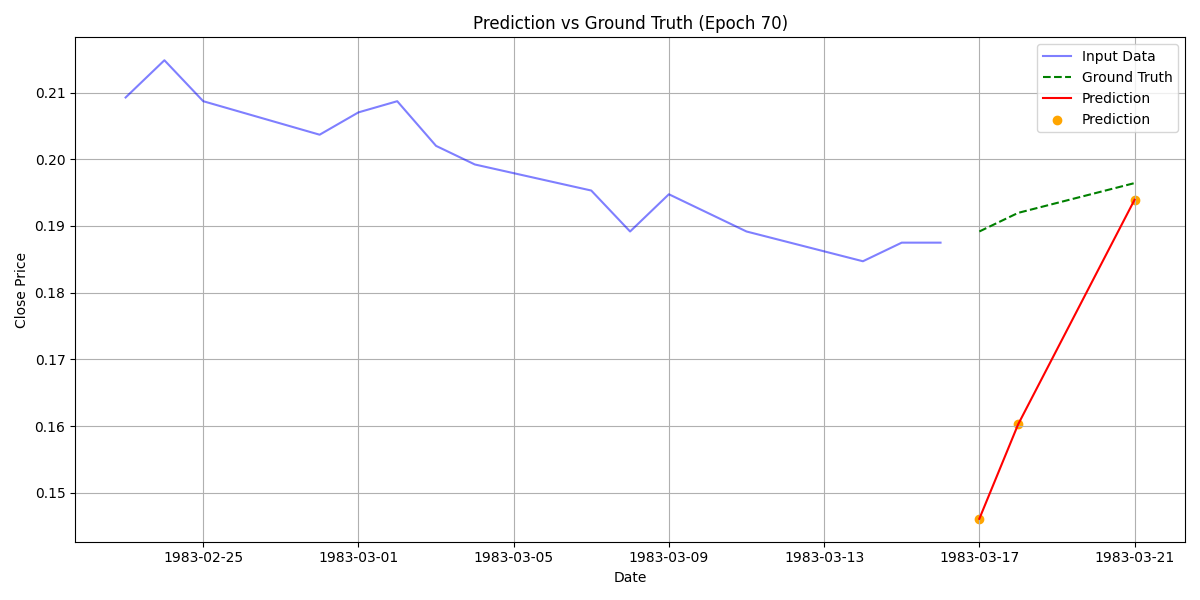 Prediction vs Ground Truth (Epoch 70)
Input Data
Ground Truth
Prediction
Prediction
Close Price
0.21
0.20
0.19
0.18
0.17
0.16
0.15
1983-02-25
1983-03-01
1983-03-05
1983-03-09
1983-03-13
1983-03-17
1983-03-21
Date